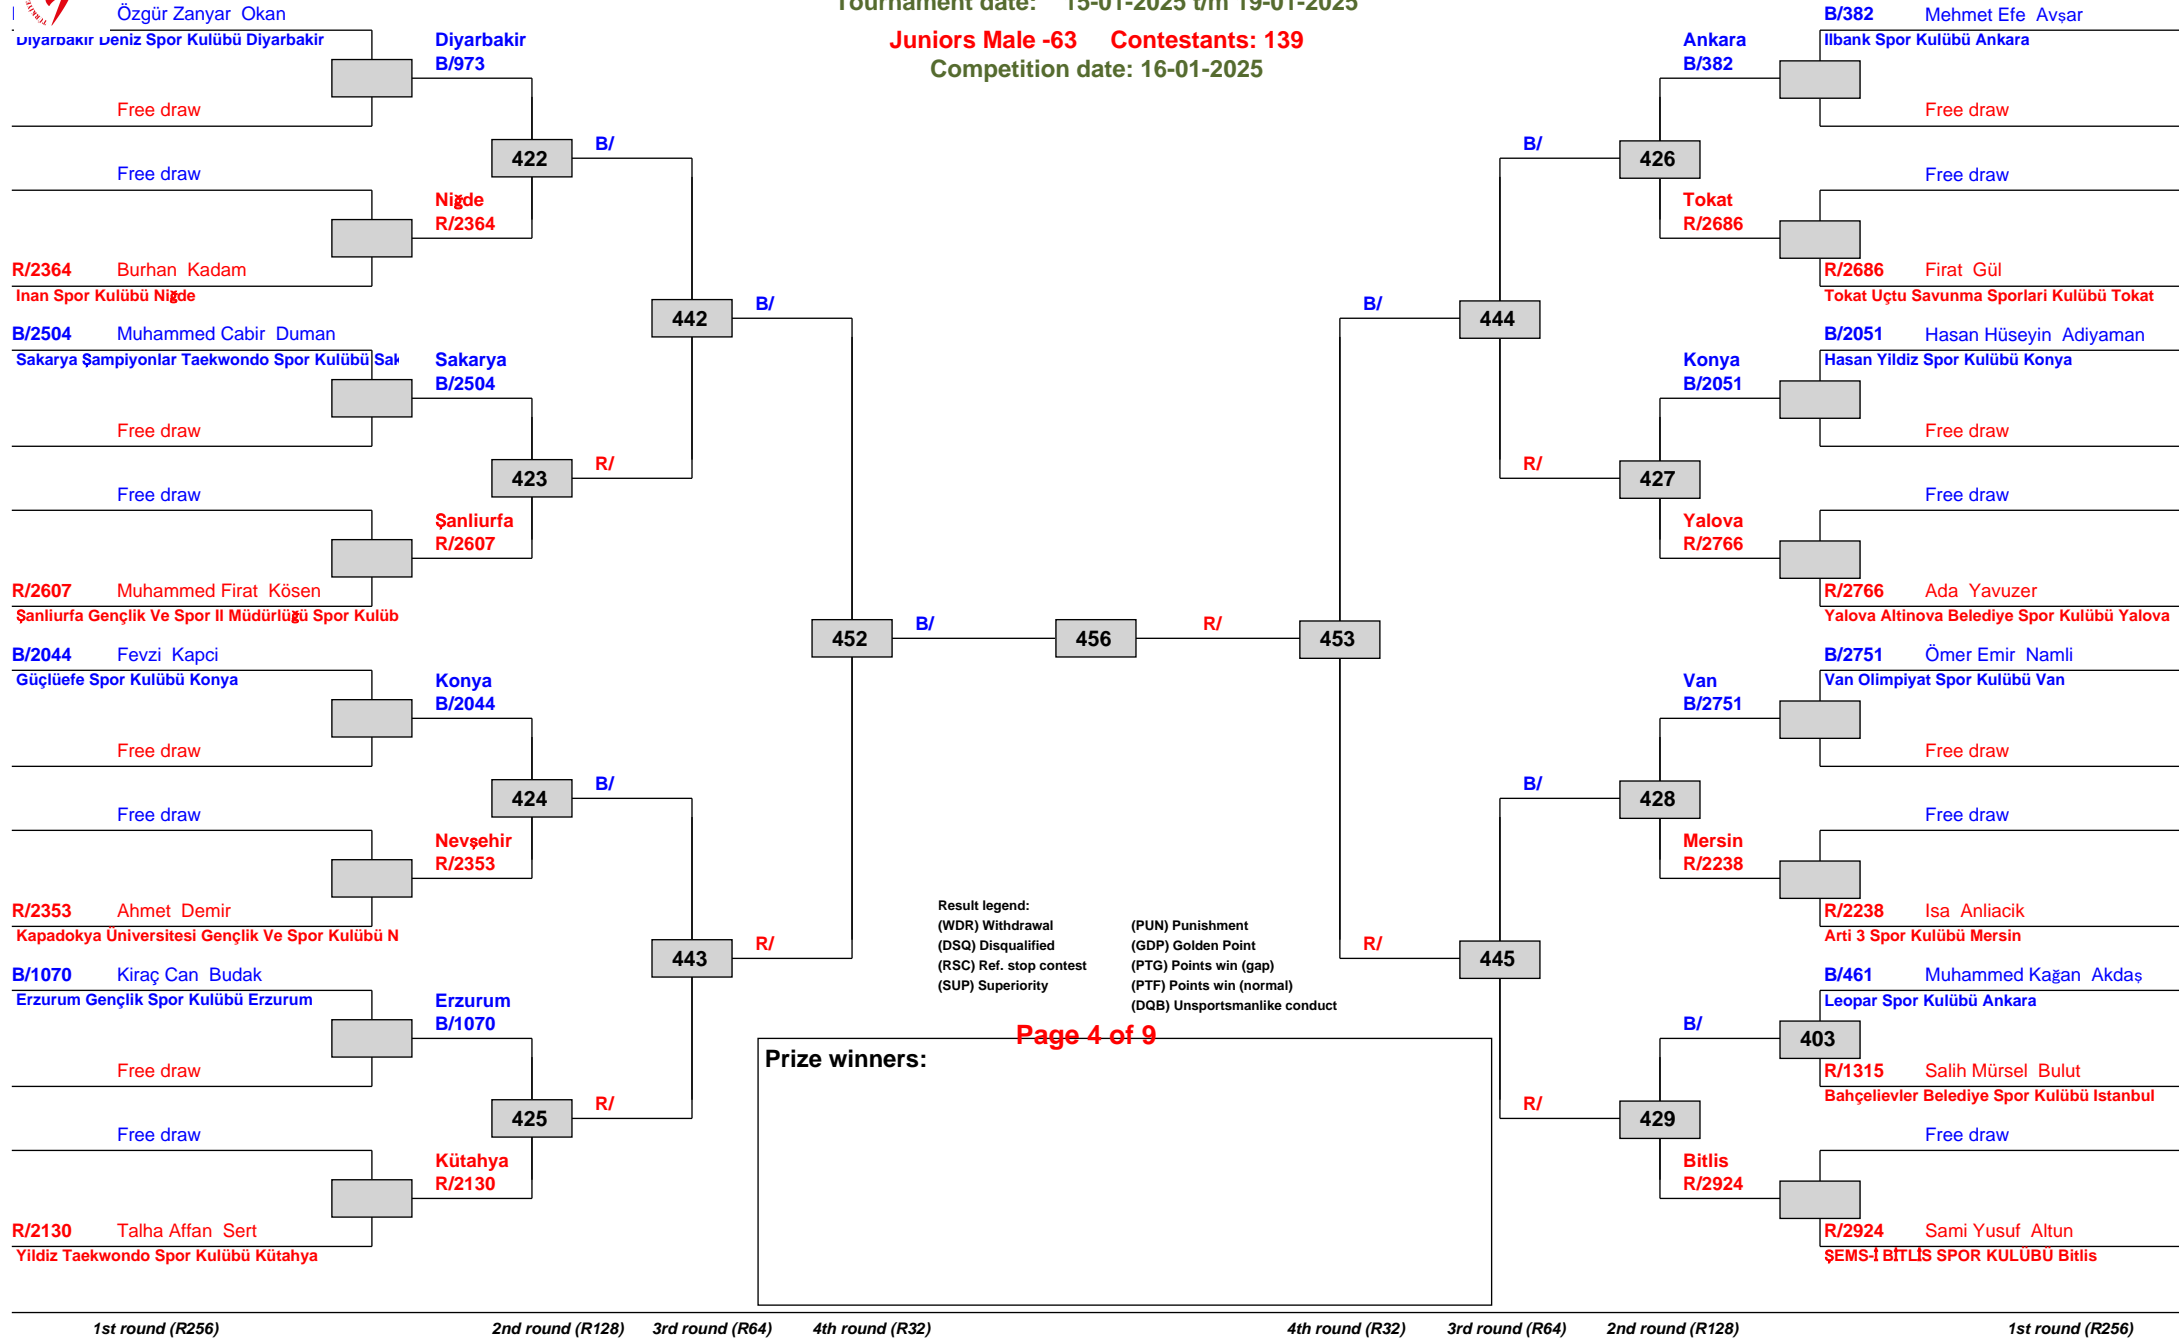 Tournament date: 15-01-2025 t/m 19-01-2025
Juniors Male -63 Contestants: 139
Competition date: 16-01-2025
Özgür Zanyar Okan
Diyarbakir Deniz Spor Kulübü Diyarbakir
Diyarbakir
B/973
Free draw
422
B/
Free draw
Niğde
R/2364
R/2364 Burhan Kadam
Inan Spor Kulübü Niğde
442
B/
B/2504 Muhammed Cabir Duman
Sakarya Şampiyonlar Taekwondo Spor Kulübü Sak
Sakarya
B/2504
Free draw
423
R/
Free draw
Şanliurfa
R/2607
R/2607 Muhammed Firat Kösen
Şanliurfa Gençlik Ve Spor Il Müdürlüğü Spor Kulüb
452
B/
456
R/
453
B/2044 Fevzi Kapci
Güçlüefe Spor Kulübü Konya
Konya
B/2044
Free draw
424
B/
Free draw
Nevşehir
R/2353
R/2353 Ahmet Demir
Kapadokya Üniversitesi Gençlik Ve Spor Kulübü N
443
R/
B/1070 Kiraç Can Budak
Erzurum Gençlik Spor Kulübü Erzurum
Erzurum
B/1070
Free draw
425
R/
Free draw
Kütahya
R/2130
R/2130 Talha Affan Sert
Yildiz Taekwondo Spor Kulübü Kütahya
B/382 Mehmet Efe Avşar
Ilbank Spor Kulübü Ankara
Ankara
B/382
Free draw
B/
426
Free draw
Tokat
R/2686
R/2686 Firat Gül
Tokat Uçtu Savunma Sporlari Kulübü Tokat
B/
444
B/2051 Hasan Hüseyin Adiyaman
Hasan Yildiz Spor Kulübü Konya
Konya
B/2051
Free draw
R/
427
Free draw
Yalova
R/2766
R/2766 Ada Yavuzer
Yalova Altinova Belediye Spor Kulübü Yalova
B/2751 Ömer Emir Namli
Van Olimpiyat Spor Kulübü Van
Van
B/2751
Free draw
B/
428
Free draw
Mersin
R/2238
R/2238 Isa Anliacik
Arti 3 Spor Kulübü Mersin
R/
445
B/461 Muhammed Kağan Akdaş
Leopar Spor Kulübü Ankara
B/
403
R/1315 Salih Mürsel Bulut
Bahçelievler Belediye Spor Kulübü Istanbul
R/
429
Free draw
Bitlis
R/2924
R/2924 Sami Yusuf Altun
ŞEMS-İ BİTLİS SPOR KULÜBÜ Bitlis
Result legend:
(WDR) Withdrawal (PUN) Punishment
(DSQ) Disqualified (GDP) Golden Point
(RSC) Ref. stop contest (PTG) Points win (gap)
(SUP) Superiority (PTF) Points win (normal)
(DQB) Unsportsmanlike conduct
Page 4 of 9
Prize winners:
1st round (R256) 2nd round (R128) 3rd round (R64) 4th round (R32) 4th round (R32) 3rd round (R64) 2nd round (R128) 1st round (R256)